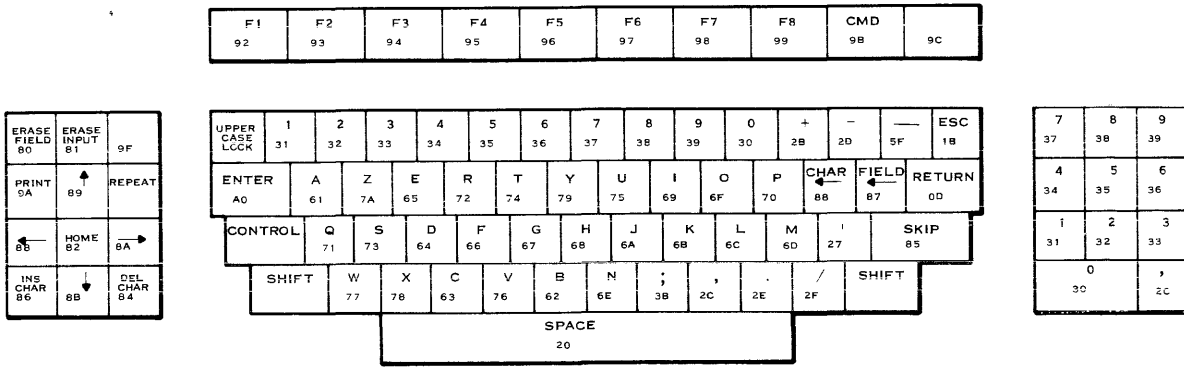 F1 F2 F3 F4 F5 F6 F7 F8 CMD
92 93 94 95 96 97 98 99 9B 9C
ERASE FIELD 80 ERASE INPUT 81 9F
PRINT 9A 89 REPEAT
88 HOME 82 8A
INS CHAR 86 8B DEL CHAR 84
UPPER CASE LOCK 1 2 3 4 5 6 7 8 9 0 + - — ESC
31 32 33 34 35 36 37 38 39 30 2B 2D 5F 1B
ENTER A Z E R T Y U I O P CHAR FIELD RETURN
A0 61 7A 65 72 74 79 75 69 6F 70 88 87 0D
CONTROL Q S D F G H J K L M ' SKIP
71 73 64 66 67 68 6A 6B 6C 6D 27 85
SHIFT W X C V B N ; , . / SHIFT
77 78 63 76 62 6E 3B 2C 2E 2F
SPACE
20
7 8 9
37 38 39
4 5 6
34 35 36
1 2 3
31 32 33
0 ,
30 2C